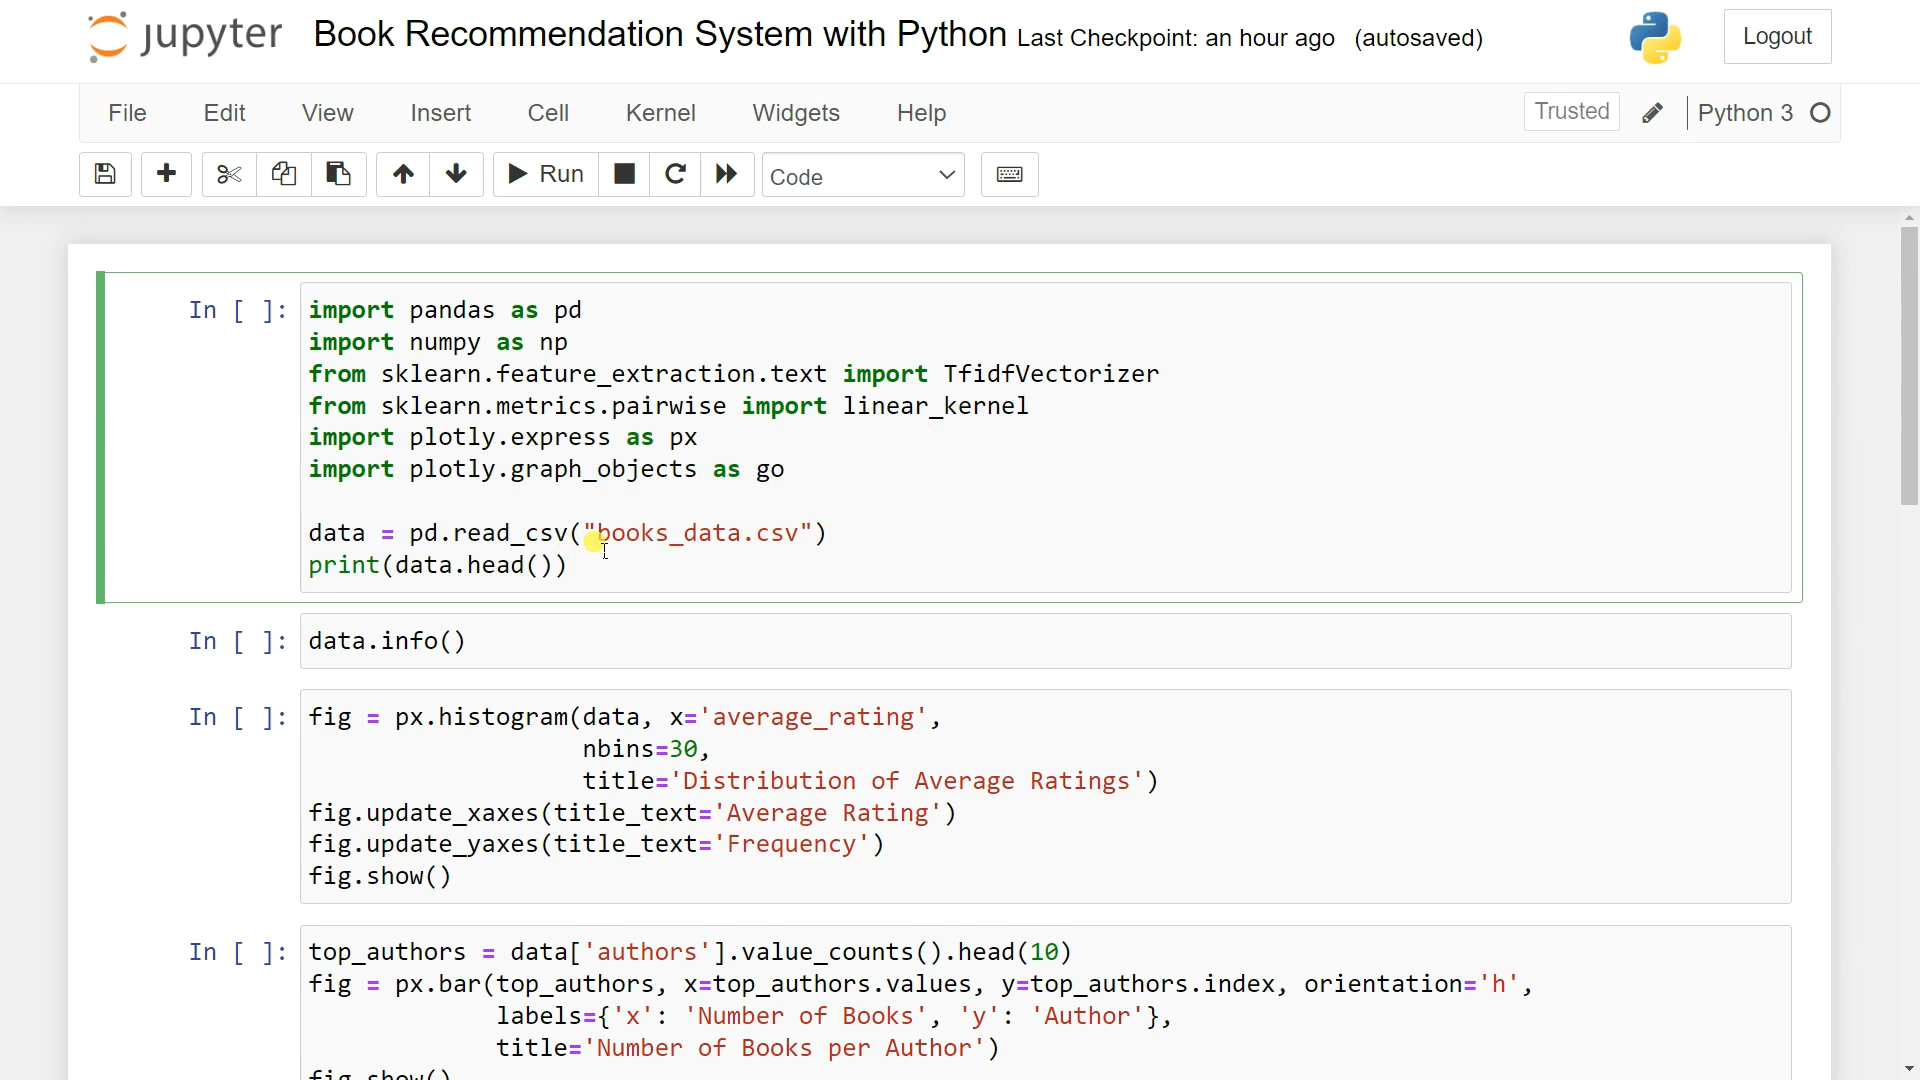 jupyter Book Recommendation System with Python Last Checkpoint: an hour ago (autosaved) Logout
File Edit View Insert Cell Kernel Widgets Help Trusted Python 3
Run Code
In [ ]: import pandas as pd
import numpy as np
from sklearn.feature_extraction.text import TfidfVectorizer
from sklearn.metrics.pairwise import linear_kernel
import plotly.express as px
import plotly.graph_objects as go
data = pd.read_csv("books_data.csv")
print(data.head())
In [ ]: data.info()
In [ ]: fig = px.histogram(data, x='average_rating',
nbins=30,
title='Distribution of Average Ratings')
fig.update_xaxes(title_text='Average Rating')
fig.update_yaxes(title_text='Frequency')
fig.show()
In [ ]: top_authors = data['authors'].value_counts().head(10)
fig = px.bar(top_authors, x=top_authors.values, y=top_authors.index, orientation='h',
labels={'x': 'Number of Books', 'y': 'Author'},
title='Number of Books per Author')
fig.show()